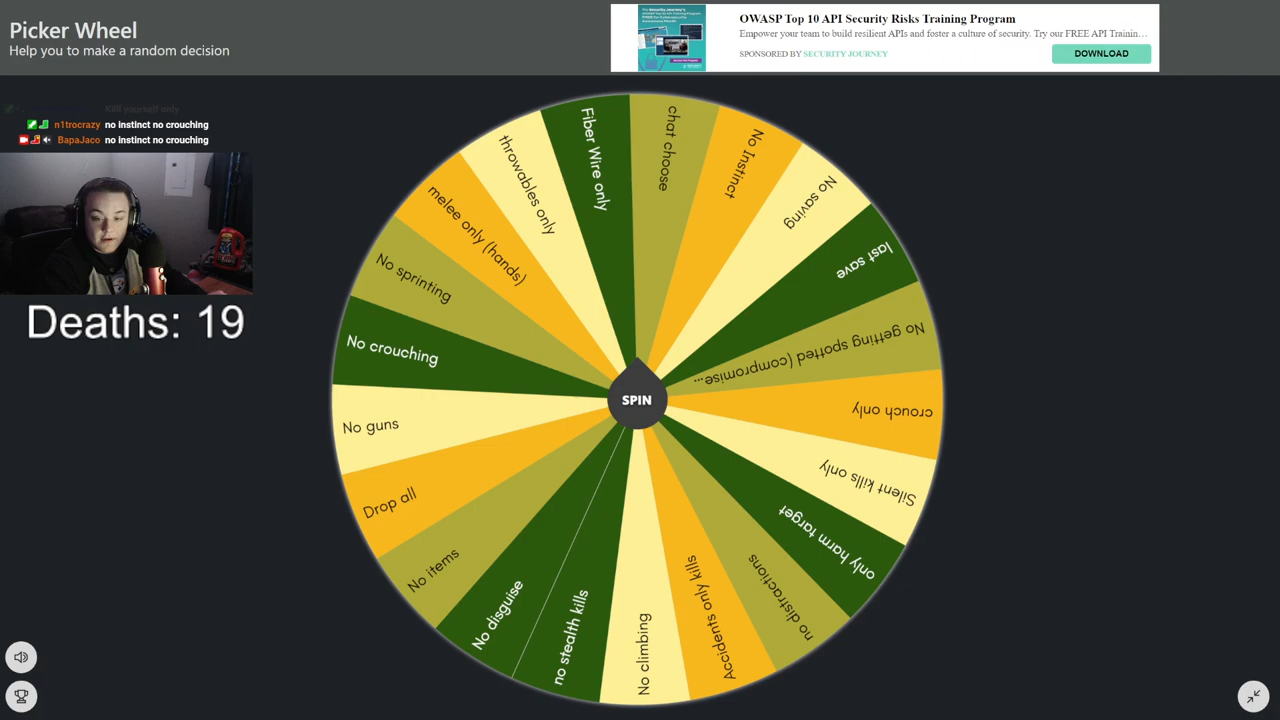 Picker Wheel
Help you to make a random decision
OWASP Top 10 API Security Risks Training Program
Empower your team to build resilient APIs and foster a culture of security. Try our FREE API Trainin...
SPONSORED BY SECURITY JOURNEY
DOWNLOAD
Kill yourself only
n1trocrazy no instinct no crouching
BapaJaco no instinct no crouching
Deaths: 19
chat choose
No Instinct
No saving
last save
No getting spotted (compromise...
crouch only
Silent kills only
only harm target
no distractions
Accidents only kills
No climbing
no stealth kills
No disguise
No items
Drop all
No guns
No crouching
No sprinting
melee only (hands)
throwables only
Fiber Wire only
SPIN